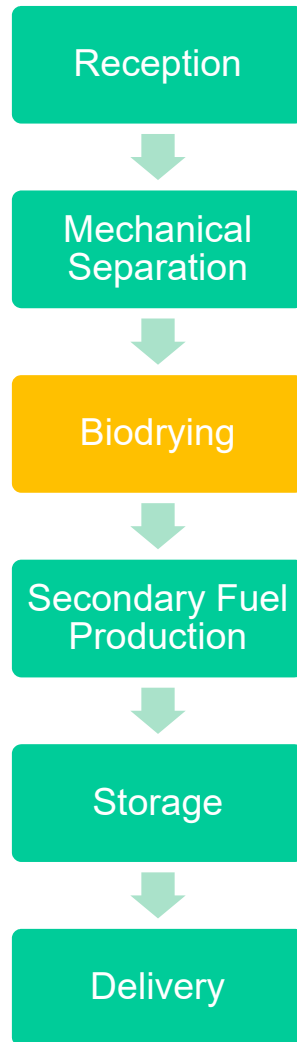 Reception
Mechanical
Separation
Biodrying
Secondary Fuel
Production
Storage
Delivery